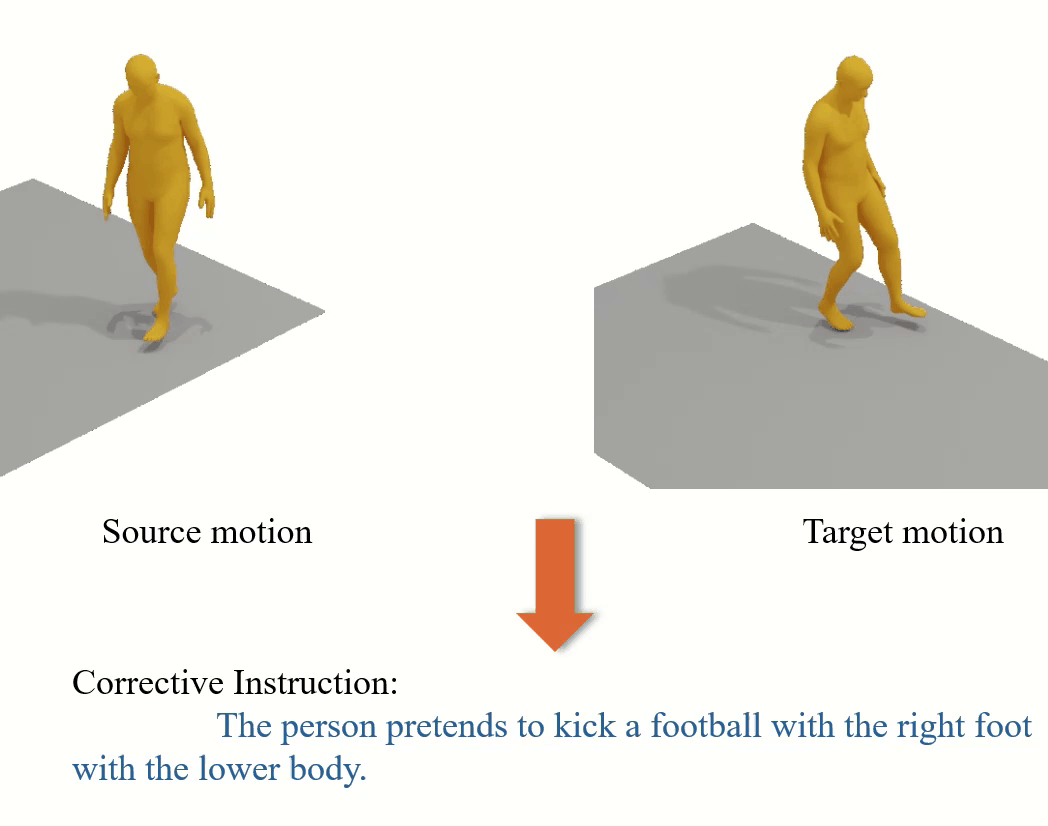 Source motion
Target motion
Corrective Instruction:
The person pretends to kick a football with the right foot
with the lower body.